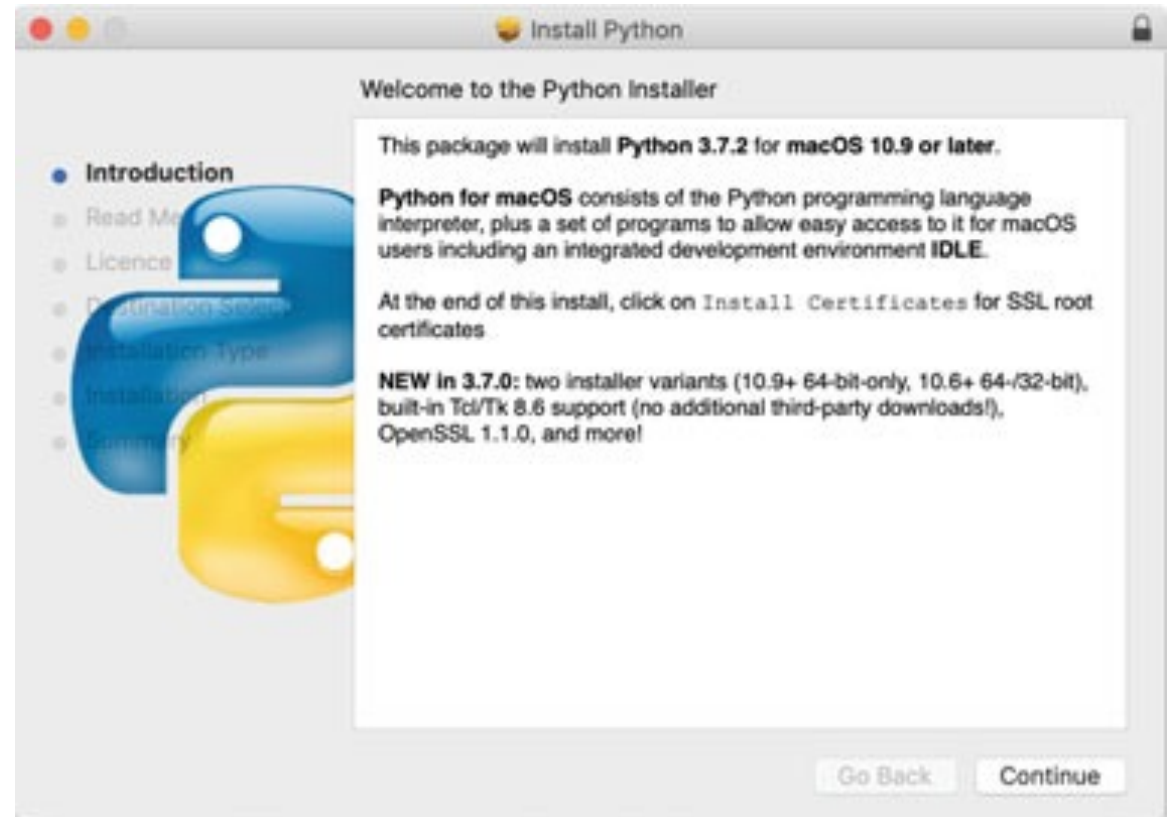 Install Python
Welcome to the Python Installer
Introduction
Read Me
Licence
Destination Select
Installation Type
Installation
Summary
This package will install Python 3.7.2 for macOS 10.9 or later.
Python for macOS consists of the Python programming language
interpreter, plus a set of programs to allow easy access to it for macOS
users including an integrated development environment IDLE.
At the end of this install, click on Install Certificates for SSL root
certificates
NEW in 3.7.0: two installer variants (10.9+ 64-bit-only, 10.6+ 64-/32-bit),
built-in Tcl/Tk 8.6 support (no additional third-party downloads!),
OpenSSL 1.1.0, and more!
Go Back
Continue